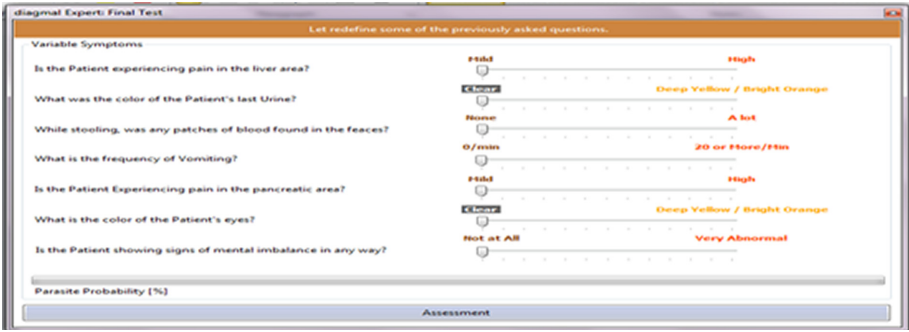 diagmal Expert: Final Test
Let redefine some of the previously asked questions.
Variable Symptoms
Is the Patient experiencing pain in the liver area?
Mild High
What was the color of the Patient's last Urine?
Clear Deep Yellow / Bright Orange
While stooling, was any patches of blood found in the feaces?
None A lot
What is the frequency of Vomiting?
0/min 20 or More/Min
Is the Patient Experiencing pain in the pancreatic area?
Mild High
What is the color of the Patient's eyes?
Clear Deep Yellow / Bright Orange
Is the Patient showing signs of mental imbalance in any way?
Not at All Very Abnormal
Parasite Probability [%]
Assessment